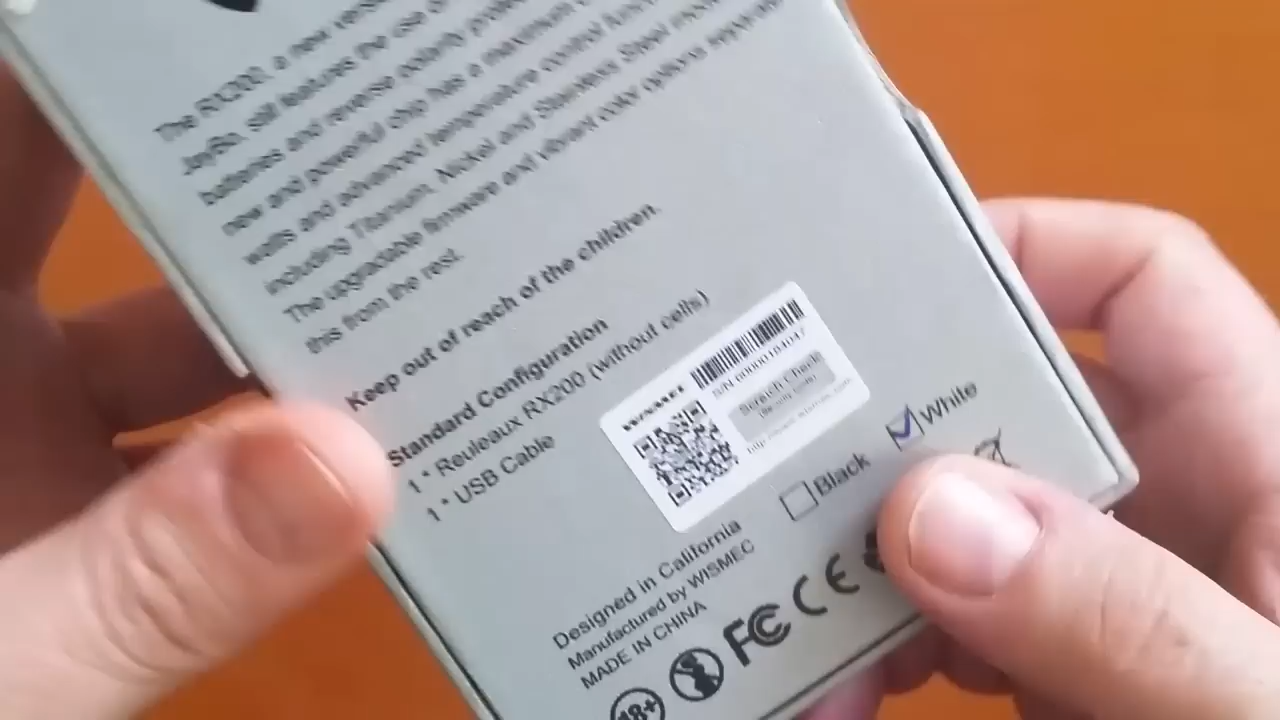 The RX200, a new version
JayBo, still features the use of
batteries and reverse polarity
new and powerful chip has a maximum
watts and advanced temperature control
including Titanium, Nickel and Stainless Steel
The upgradable firmware and vibrant color options
this from the rest.
Keep out of reach of the children.
Standard Configuration
1 * Reuleaux RX200 (without cells)
1 * USB Cable
WISMEC
Scratch Check
Black
White
Designed in California
Manufactured by WISMEC
MADE IN CHINA
18+
FC CE